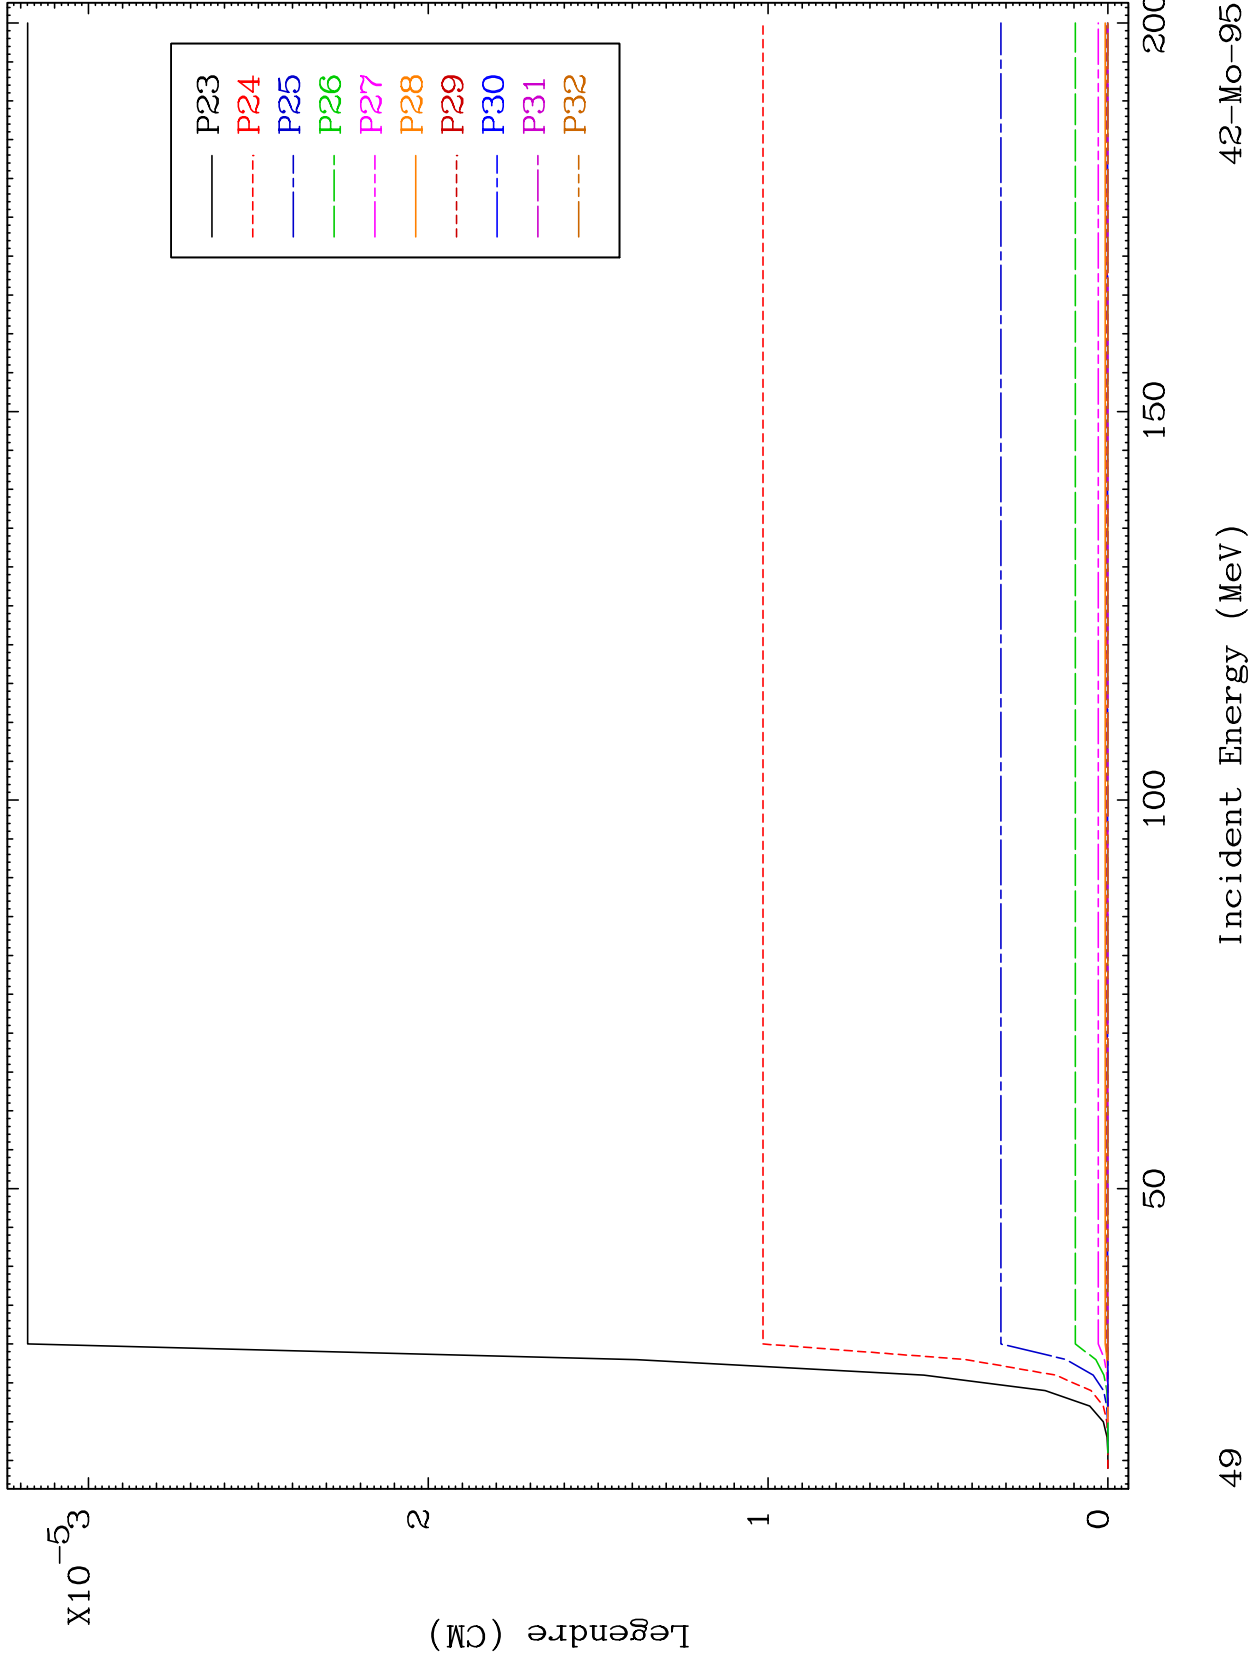 X10-5
3
2
1
0
Legendre (CM)
P23
P24
P25
P26
P27
P28
P29
P30
P31
P32
50
100
150
200
Incident Energy (MeV)
49
42-Mo-95